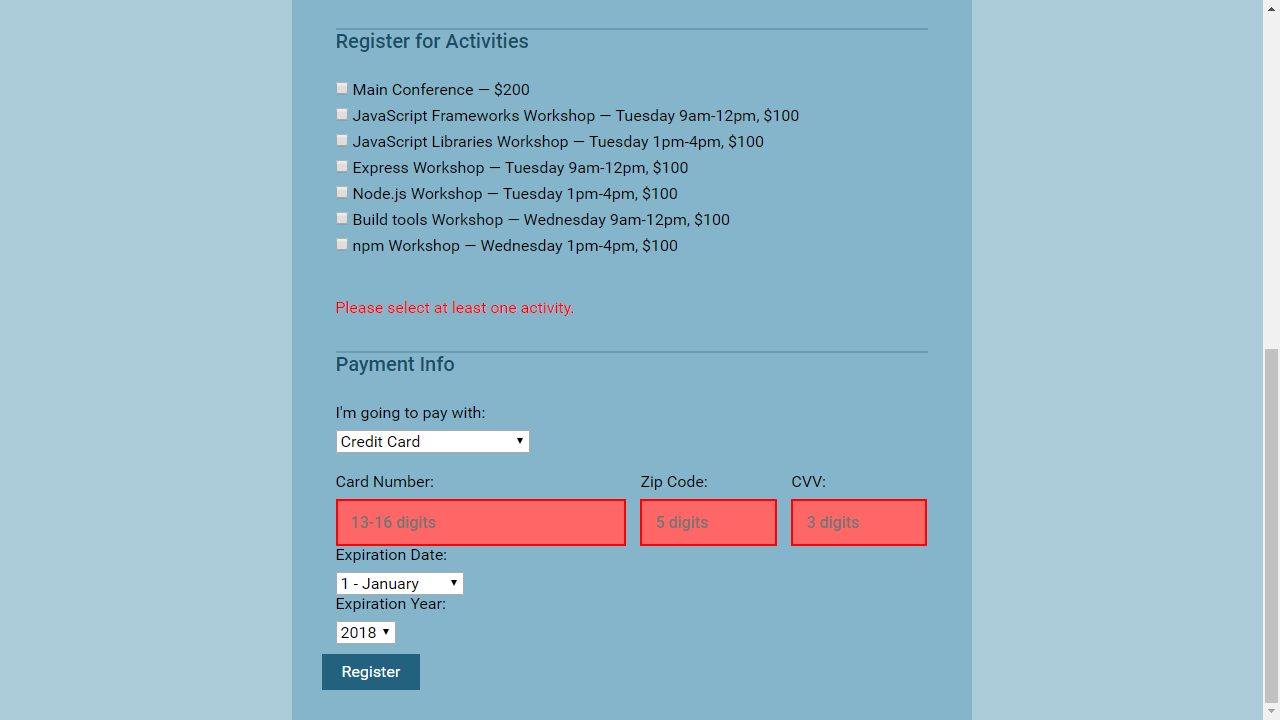 Register for Activities
Main Conference — $200
JavaScript Frameworks Workshop — Tuesday 9am-12pm, $100
JavaScript Libraries Workshop — Tuesday 1pm-4pm, $100
Express Workshop — Tuesday 9am-12pm, $100
Node.js Workshop — Tuesday 1pm-4pm, $100
Build tools Workshop — Wednesday 9am-12pm, $100
npm Workshop — Wednesday 1pm-4pm, $100
Please select at least one activity.
Payment Info
I'm going to pay with:
Credit Card
Card Number: Zip Code: CVV:
13-16 digits 5 digits 3 digits
Expiration Date:
1 - January
Expiration Year:
2018
Register